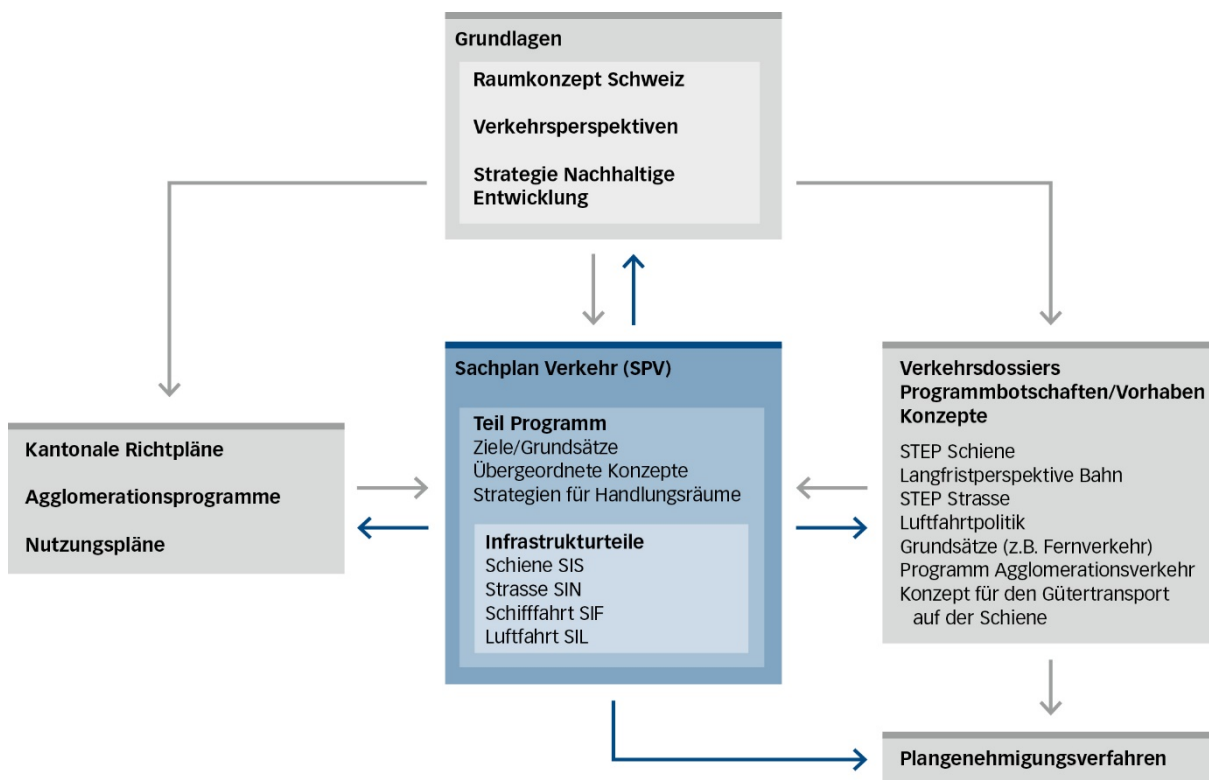 Grundlagen
Raumkonzept Schweiz
Verkehrsperspektiven
Strategie Nachhaltige
Entwicklung
Sachplan Verkehr (SPV)
Teil Programm
Ziele/Grundsätze
Übergeordnete Konzepte
Strategien für Handlungsräume
Infrastrukturteile
Schiene SIS
Strasse SIN
Schifffahrt SIF
Luftfahrt SIL
Kantonale Richtpläne
Agglomerationsprogramme
Nutzungspläne
Verkehrsdossiers
Programmbotschaften/Vorhaben
Konzepte
STEP Schiene
Langfristperspektive Bahn
STEP Strasse
Luftfahrtpolitik
Grundsätze (z.B. Fernverkehr)
Programm Agglomerationsverkehr
Konzept für den Gütertransport
auf der Schiene
Plangenehmigungsverfahren